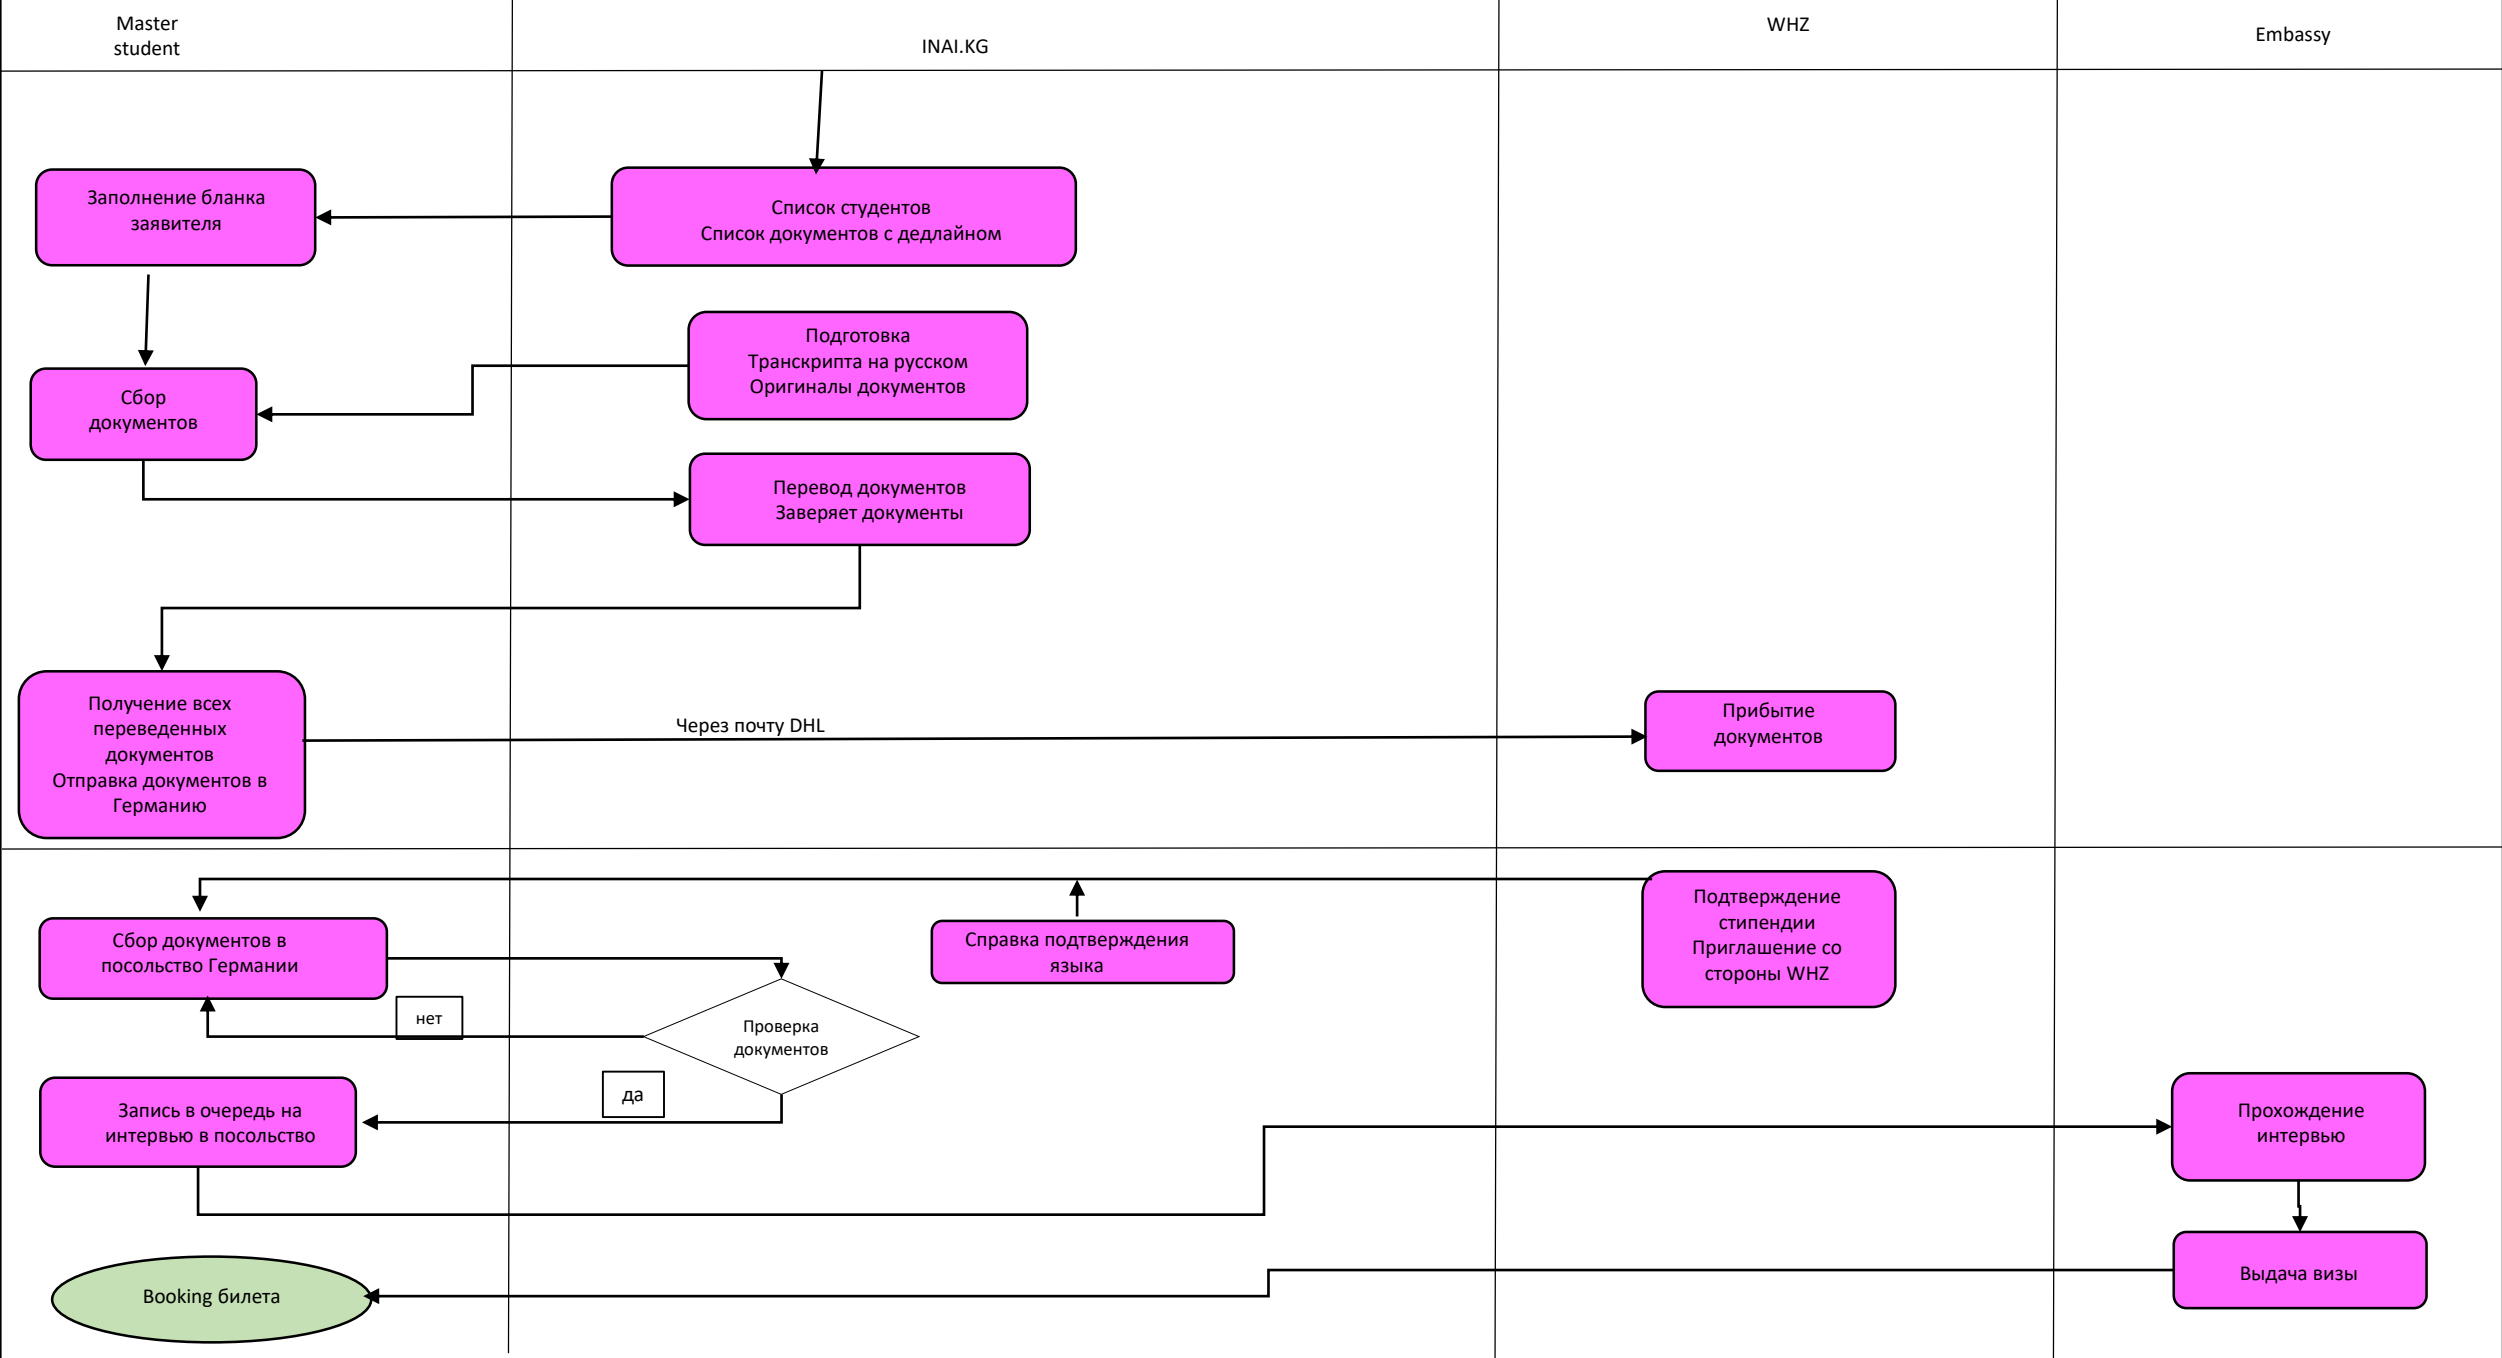 Master
student
INAI.KG
WHZ
Embassy
Заполнение бланка
заявителя
Список студентов
Список документов с дедлайном
Подготовка
Транскрипта на русском
Оригиналы документов
Сбор
документов
Перевод документов
Заверяет документы
Получение всех
переведенных
документов
Отправка документов в
Германию
Через почту DHL
Прибытие
документов
Подтверждение
стипендии
Приглашение со
стороны WHZ
Сбор документов в
посольство Германии
Справка подтверждения
языка
нет
Проверка
документов
да
Запись в очередь на
интервью в посольство
Прохождение
интервью
Выдача визы
Booking билета